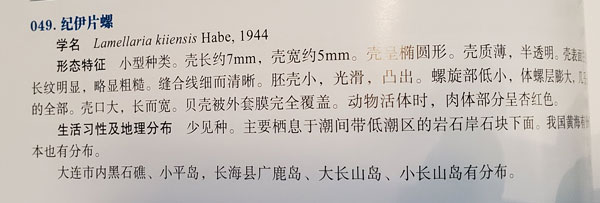 049. 纪伊片螺
学名 Lamellaria kiiensis Habe, 1944
形态特征 小型种类。壳长约7mm，壳宽约5mm。壳呈椭圆形。壳质薄，半透明。壳表面
长纹明显，略显粗糙。缝合线细而清晰。胚壳小，光滑，凸出。螺旋部低小，体螺层膨大，几
的全部。壳口大，长而宽。贝壳被外套膜完全覆盖。动物活体时，肉体部分呈杏红色。
生活习性及地理分布 少见种。主要栖息于潮间带低潮区的岩石岸石块下面。我国黄海有
本也有分布。
大连市内黑石礁、小平岛，长海县广鹿岛、大长山岛、小长山岛有分布。